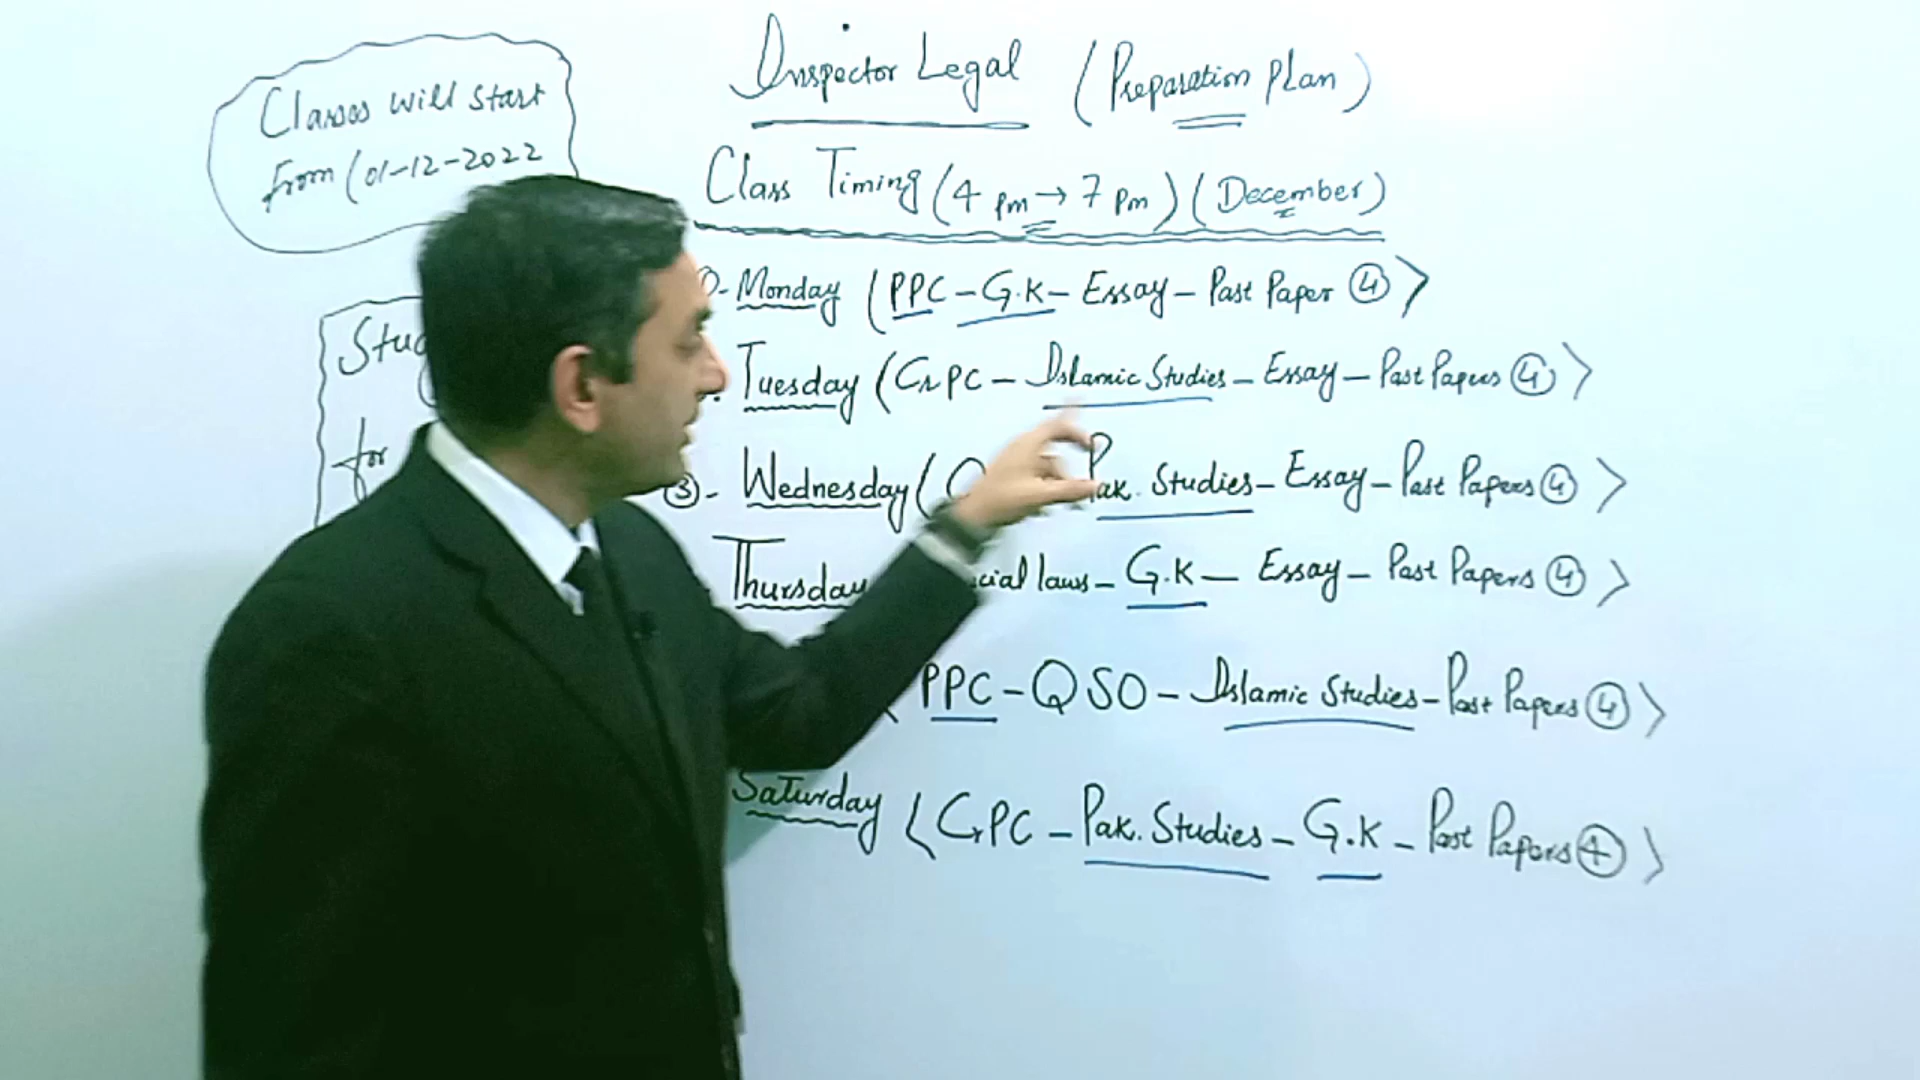 Classes will start
from (01-12-2022
Inspector Legal (Preparation plan)
Class Timing (4 pm → 7 pm) (December)
- Monday (PPC - G.K - Essay - Past Paper ④>
Tuesday (CrPC - Islamic Studies - Essay - Past Papers ④>
③ - Wednesday ( Pak. Studies - Essay - Past Papers ④>
Thursday laws - G.K - Essay - Past Papers ④>
PPC - QSO - Islamic Studies - Past Papers ④>
Saturday <CrPC - Pak. Studies - G.K - Past Papers ④>
for